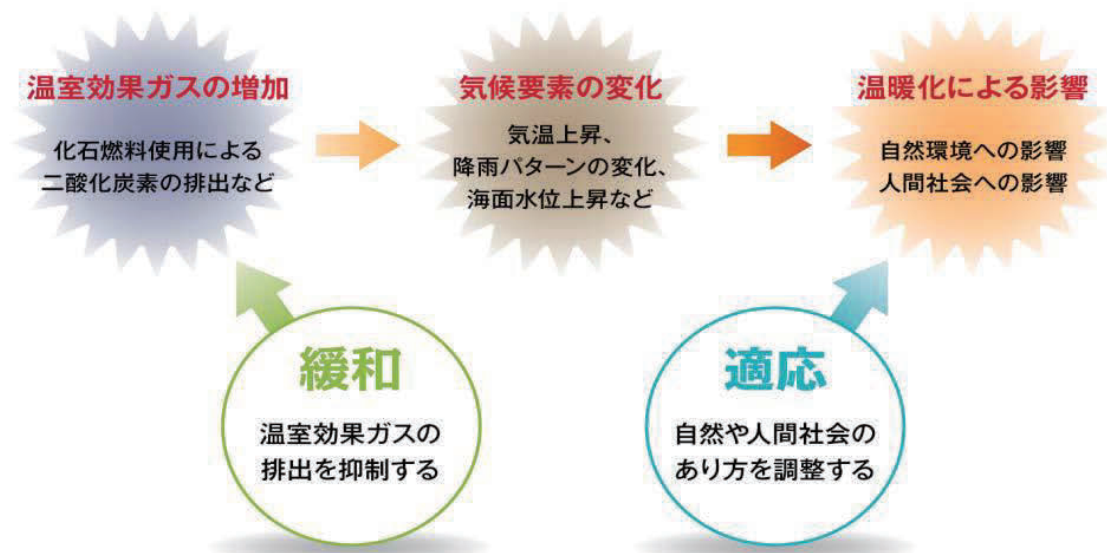 温室効果ガスの増加
化石燃料使用による
二酸化炭素の排出など
気候要素の変化
気温上昇、
降雨パターンの変化、
海面水位上昇など
温暖化による影響
自然環境への影響
人間社会への影響
緩和
温室効果ガスの
排出を抑制する
適応
自然や人間社会の
あり方を調整する